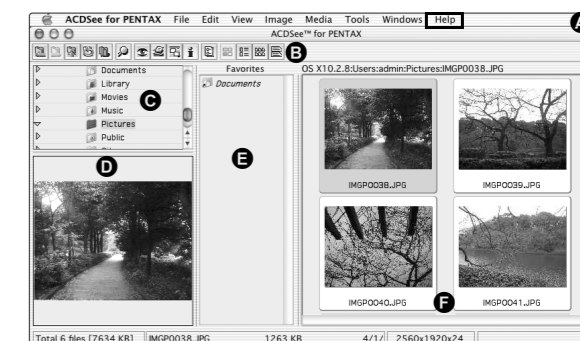 ACDSee for PENTAX File Edit View Image Media Tools Windows Help
A
ACDSee™ for PENTAX
B
Documents
Library
Movies
Music
Pictures
Public
C
Favorites
Documents
OS X10.2.8:Users:admin:Pictures:IMGP0038.JPG
D
E
IMGP0038.JPG IMGP0039.JPG
IMGP0040.JPG IMGP0041.JPG
F
Total 6 files [7634 KB] IMGP0038.JPG 1263 KB 4/1/ 2560x1920x24